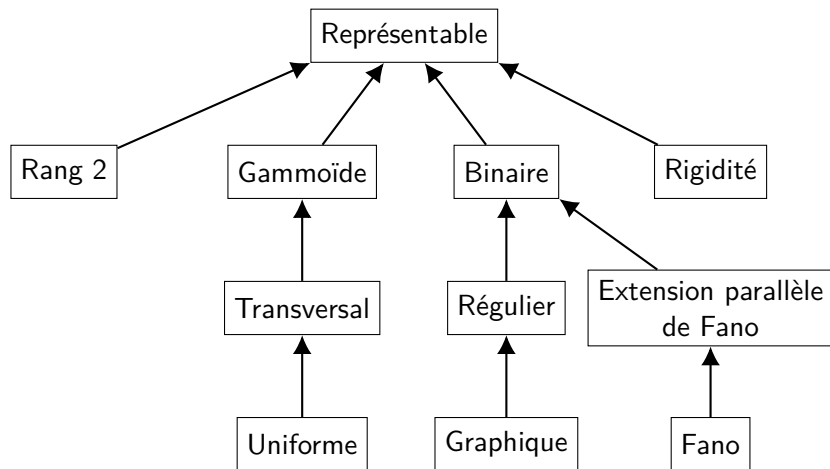 Représentable
Rang 2
Gammoïde
Binaire
Rigidité
Transversal
Régulier
Extension parallèle
de Fano
Uniforme
Graphique
Fano